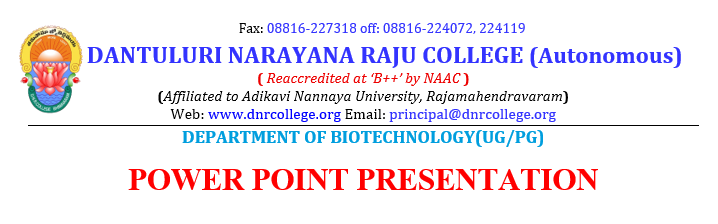 Fax: 08816-227318 off: 08816-224072, 224119
DANTULURI NARAYANA RAJU COLLEGE (Autonomous)
( Reaccredited at ‘B++’ by NAAC )
(Affiliated to Adikavi Nannaya University, Rajamahendravaram)
Web: www.dnrcollege.org Email: principal@dnrcollege.org
DEPARTMENT OF BIOTECHNOLOGY(UG/PG)
POWER POINT PRESENTATION